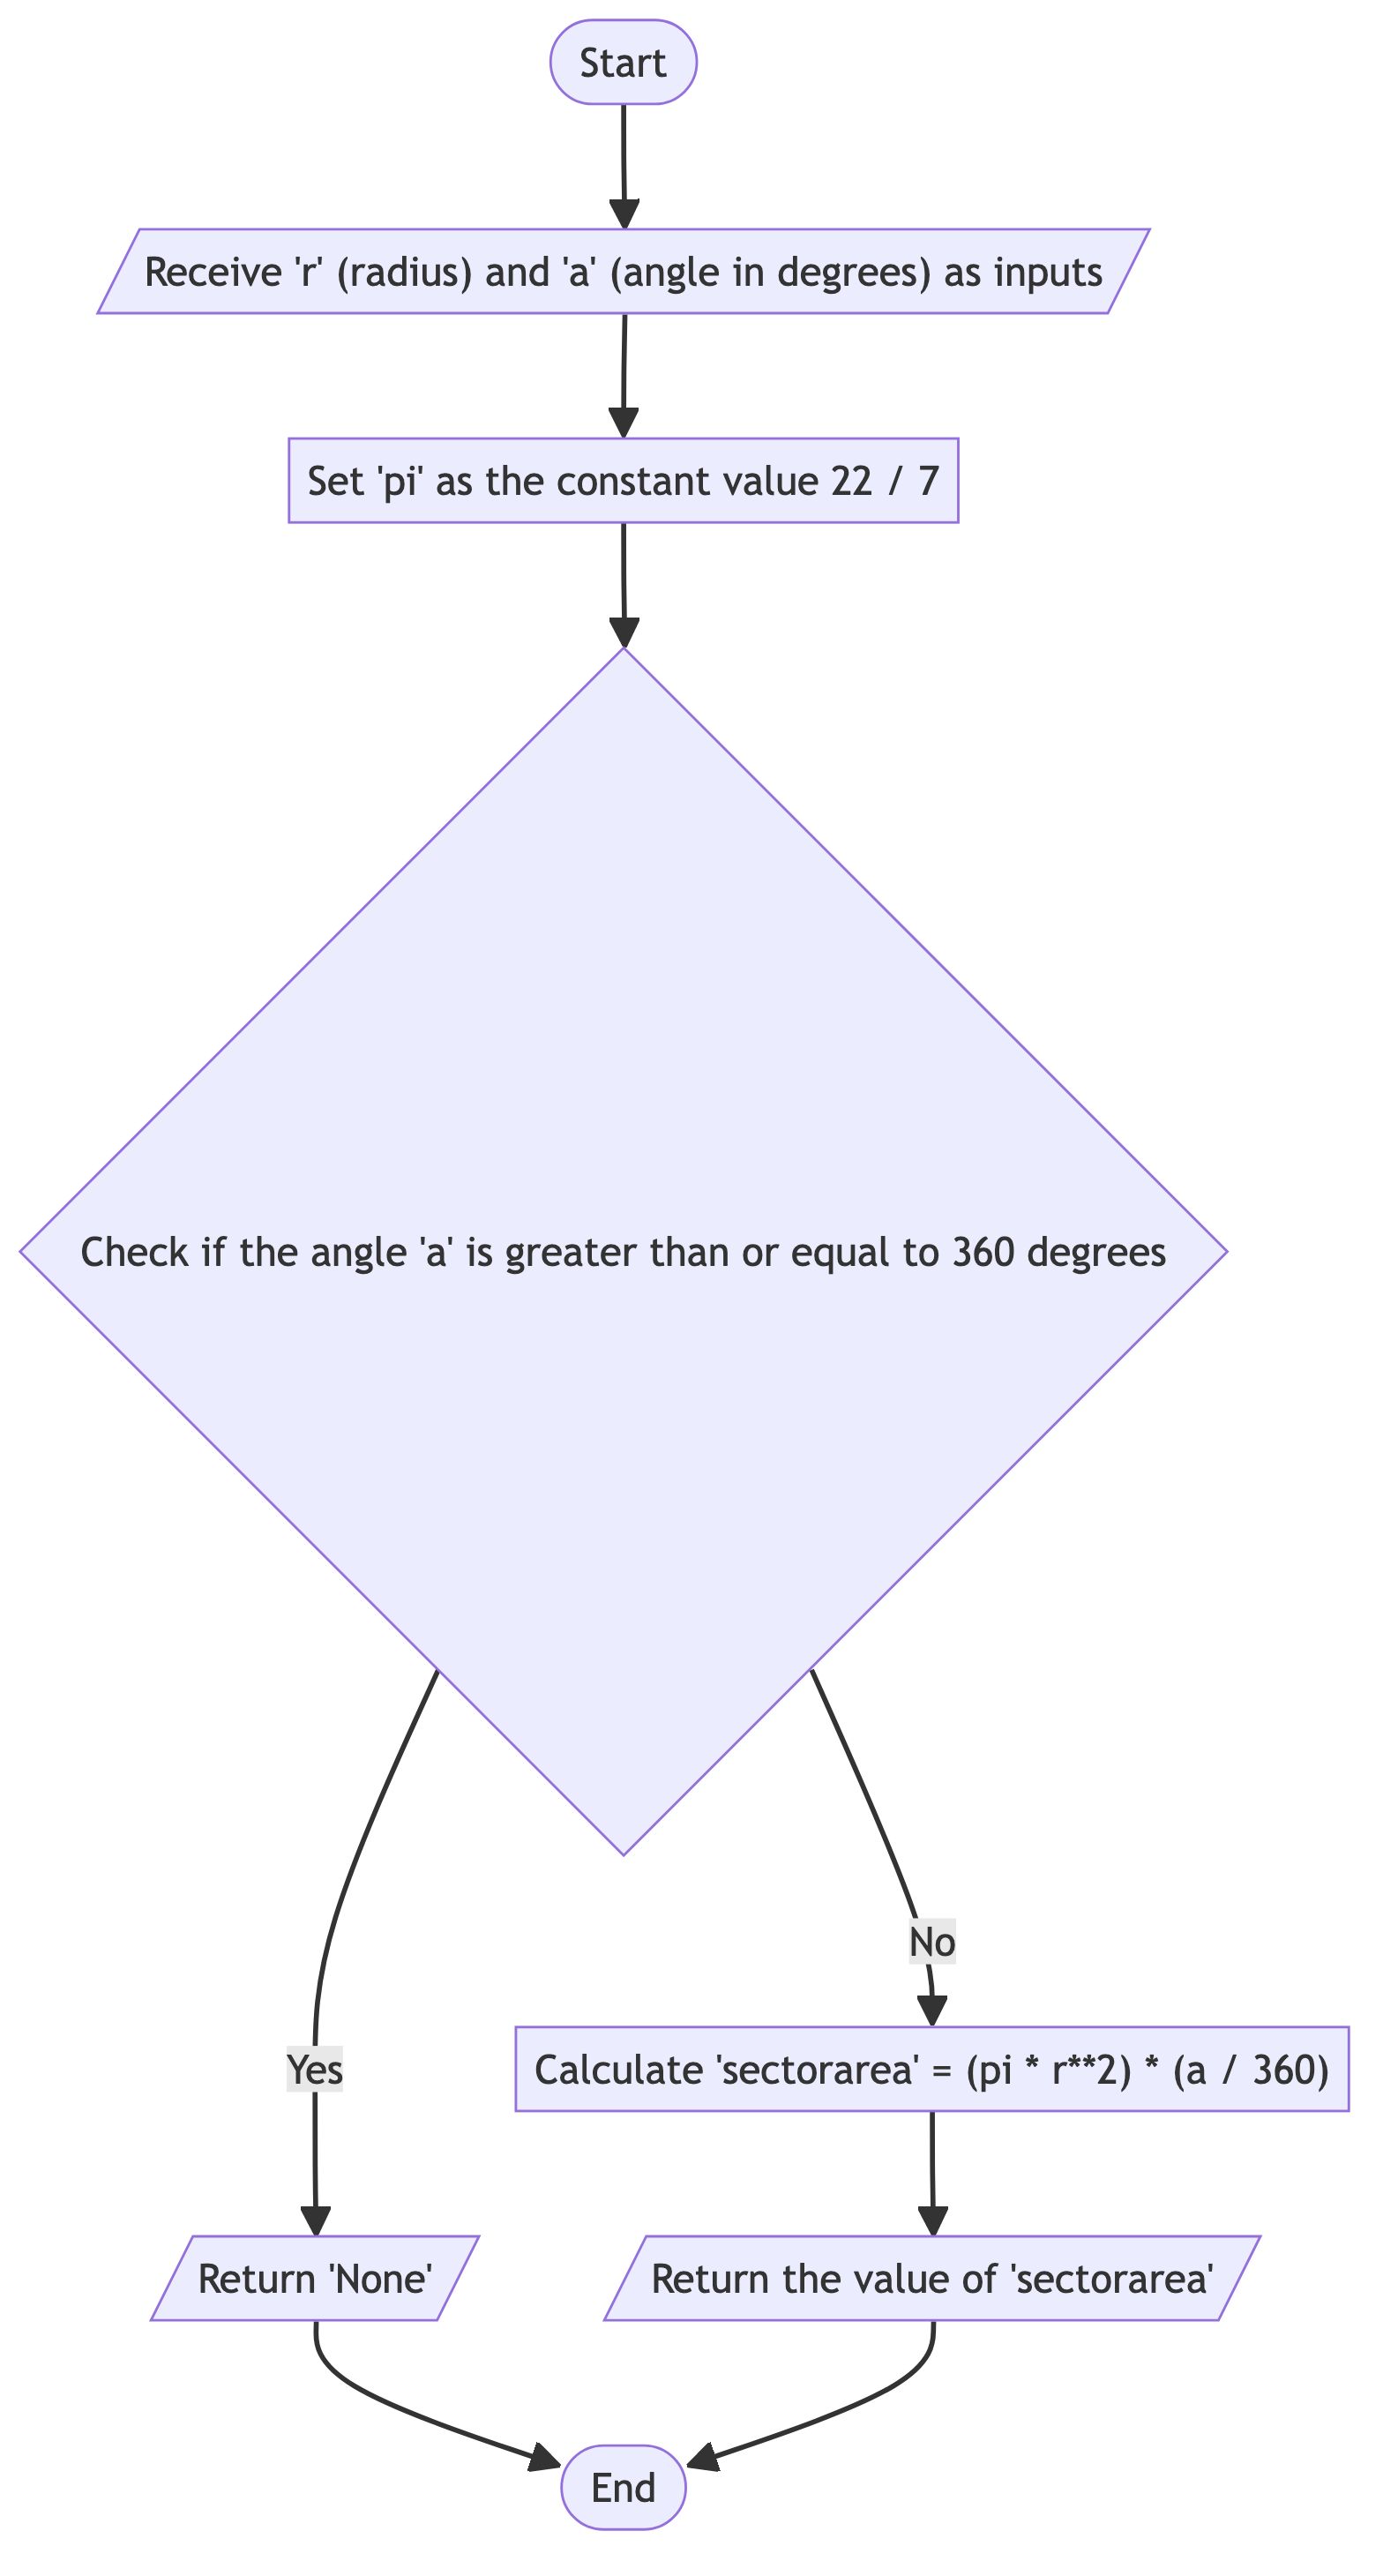 Start
Receive 'r' (radius) and 'a' (angle in degrees) as inputs
Set 'pi' as the constant value 22 / 7
Check if the angle 'a' is greater than or equal to 360 degrees
No
Yes
Calculate 'sectorarea' = (pi * r**2) * (a / 360)
Return 'None'
Return the value of 'sectorarea'
End